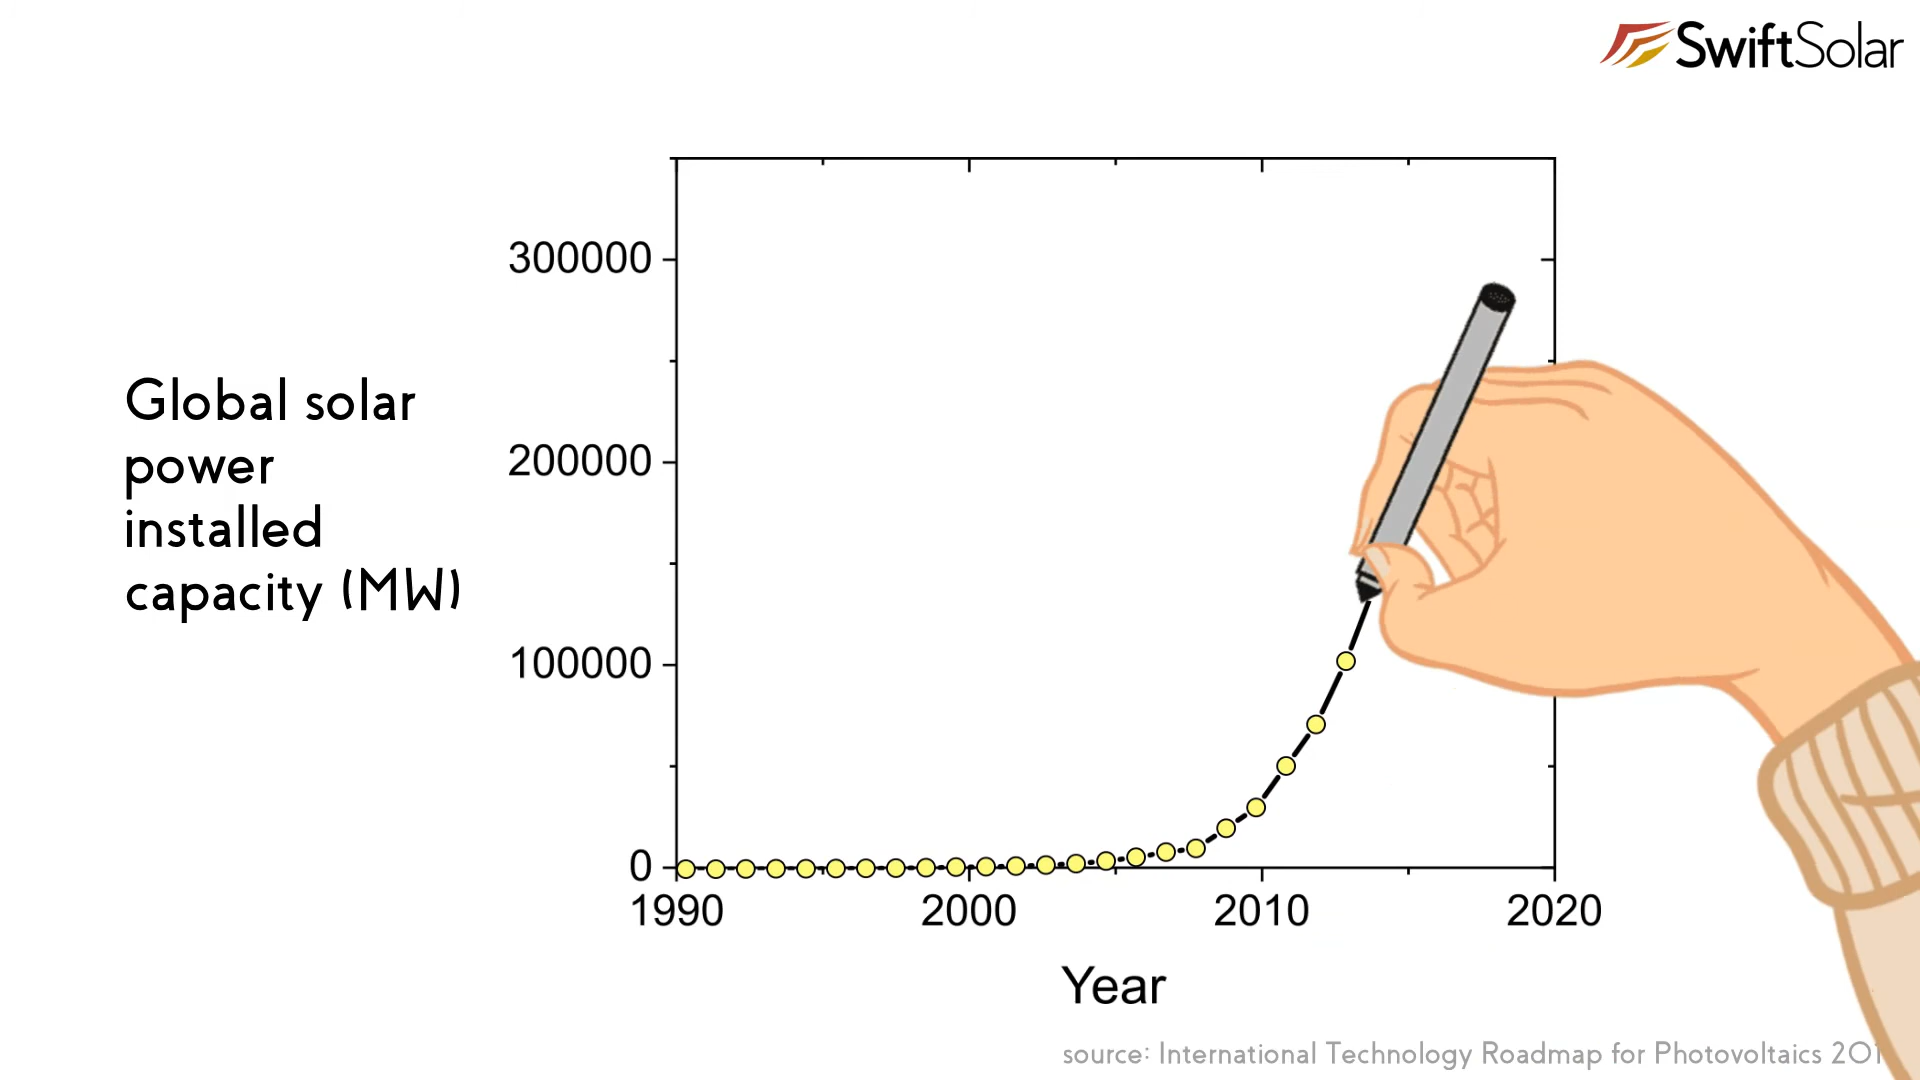 SwiftSolar
Global solar
power
installed
capacity (MW)
300000
200000
100000
0
1990 2000 2010 2020
Year
source: International Technology Roadmap for Photovoltaics